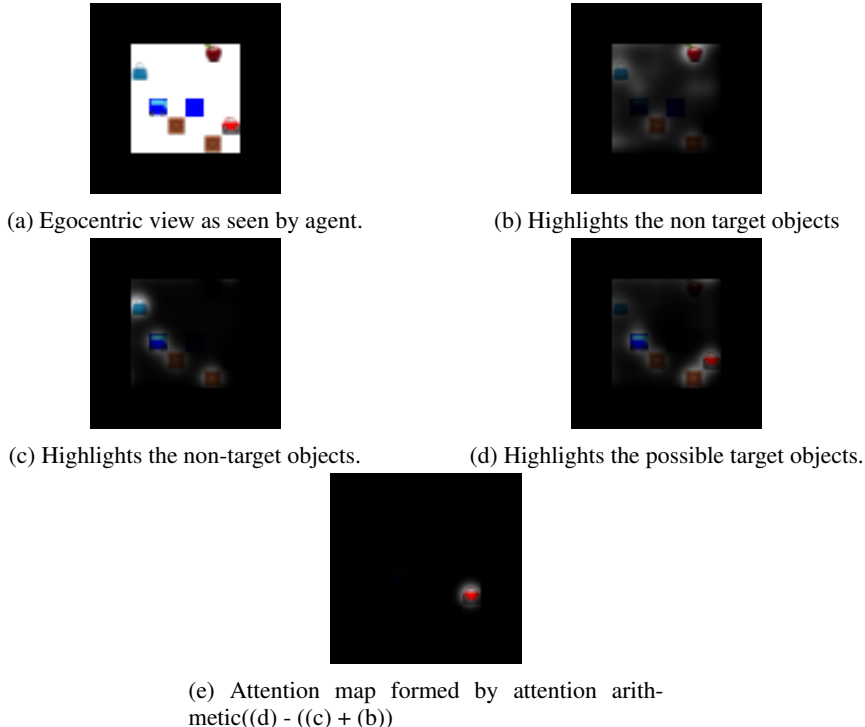 (a) Egocentric view as seen by agent.
(b) Highlights the non target objects
(c) Highlights the non-target objects.
(d) Highlights the possible target objects.
(e) Attention map formed by attention arith-
metic((d) - ((c) + (b))